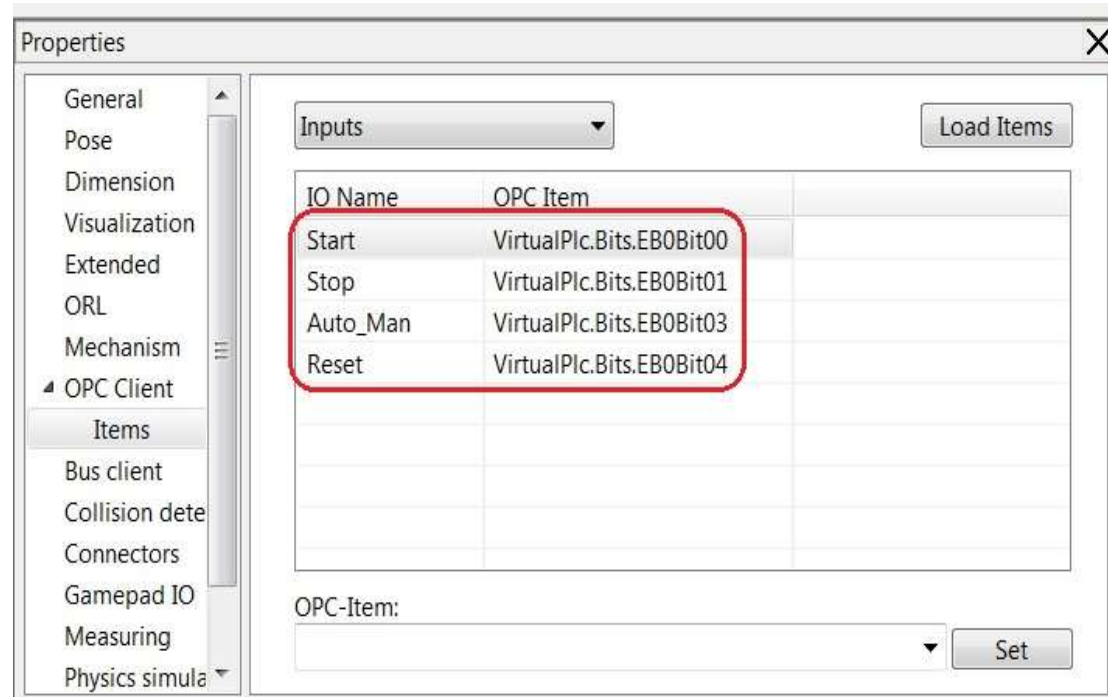 Properties
General
Pose
Dimension
Visualization
Extended
ORL
Mechanism
OPC Client
Items
Bus client
Collision dete
Connectors
Gamepad IO
Measuring
Physics simula
Inputs
Load Items
IO Name OPC Item
Start VirtualPlc.Bits.EB0Bit00
Stop VirtualPlc.Bits.EB0Bit01
Auto_Man VirtualPlc.Bits.EB0Bit03
Reset VirtualPlc.Bits.EB0Bit04
OPC-Item:
Set